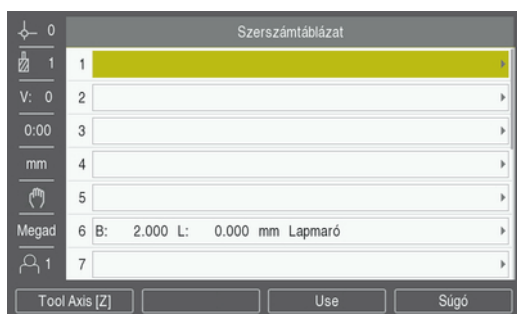 0
Szerszámtáblázat
1
1
V: 0
2
0:00
3
mm
4
5
Megad
6 B: 2.000 L: 0.000 mm Lapmaró
1
7
Tool Axis [Z]
Use
Súgó